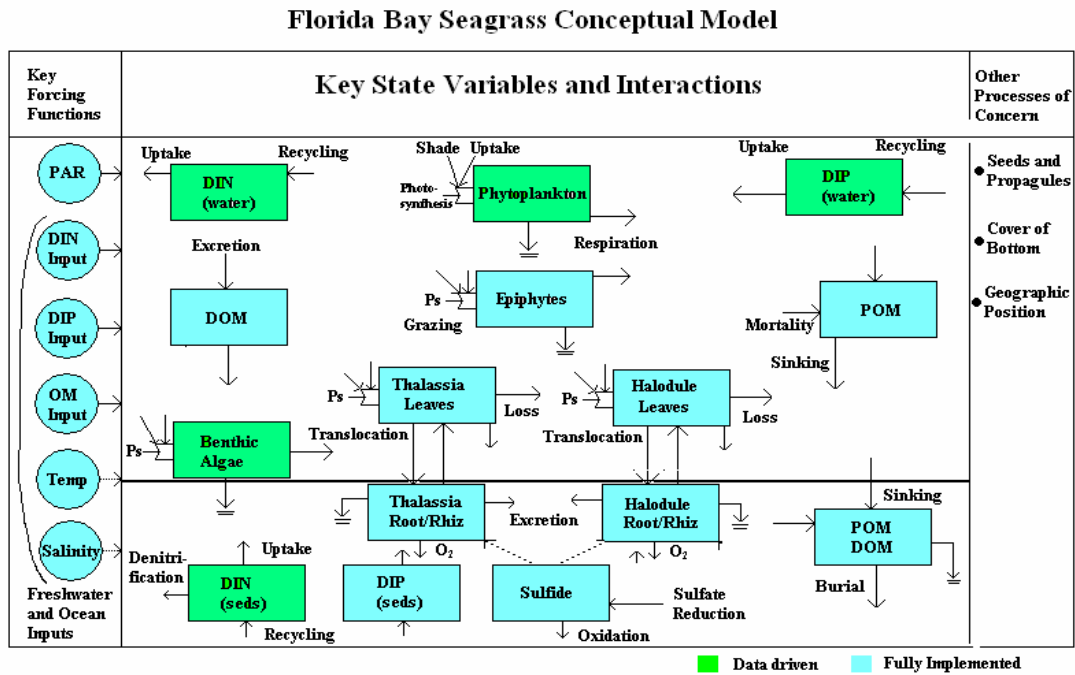 Florida Bay Seagrass Conceptual Model
Key
Forcing
Functions
Key State Variables and Interactions
Other
Processes of
Concern
PAR
DIN
Input
DIP
Input
OM
Input
Temp
Salinity
Freshwater
and Ocean
Inputs
Uptake
Recycling
DIN
(water)
Shade
Uptake
Photo-
synthesis
Phytoplankton
Respiration
Uptake
Recycling
DIP
(water)
Excretion
DOM
Ps
Epiphytes
Grazing
Mortality
POM
Sinking
Ps
Thalassia
Leaves
Loss
Translocation
Ps
Halodule
Leaves
Loss
Translocation
Ps
Benthic
Algae
Thalassia
Root/Rhiz
O2
Excretion
Halodule
Root/Rhiz
O2
Sinking
POM
DOM
Burial
Denitri-
fication
Uptake
DIN
(seds)
Recycling
DIP
(seds)
Sulfide
Sulfate
Reduction
Oxidation
• Seeds and
Propagules
• Cover of
Bottom
• Geographic
Position
Data driven
Fully Implemented